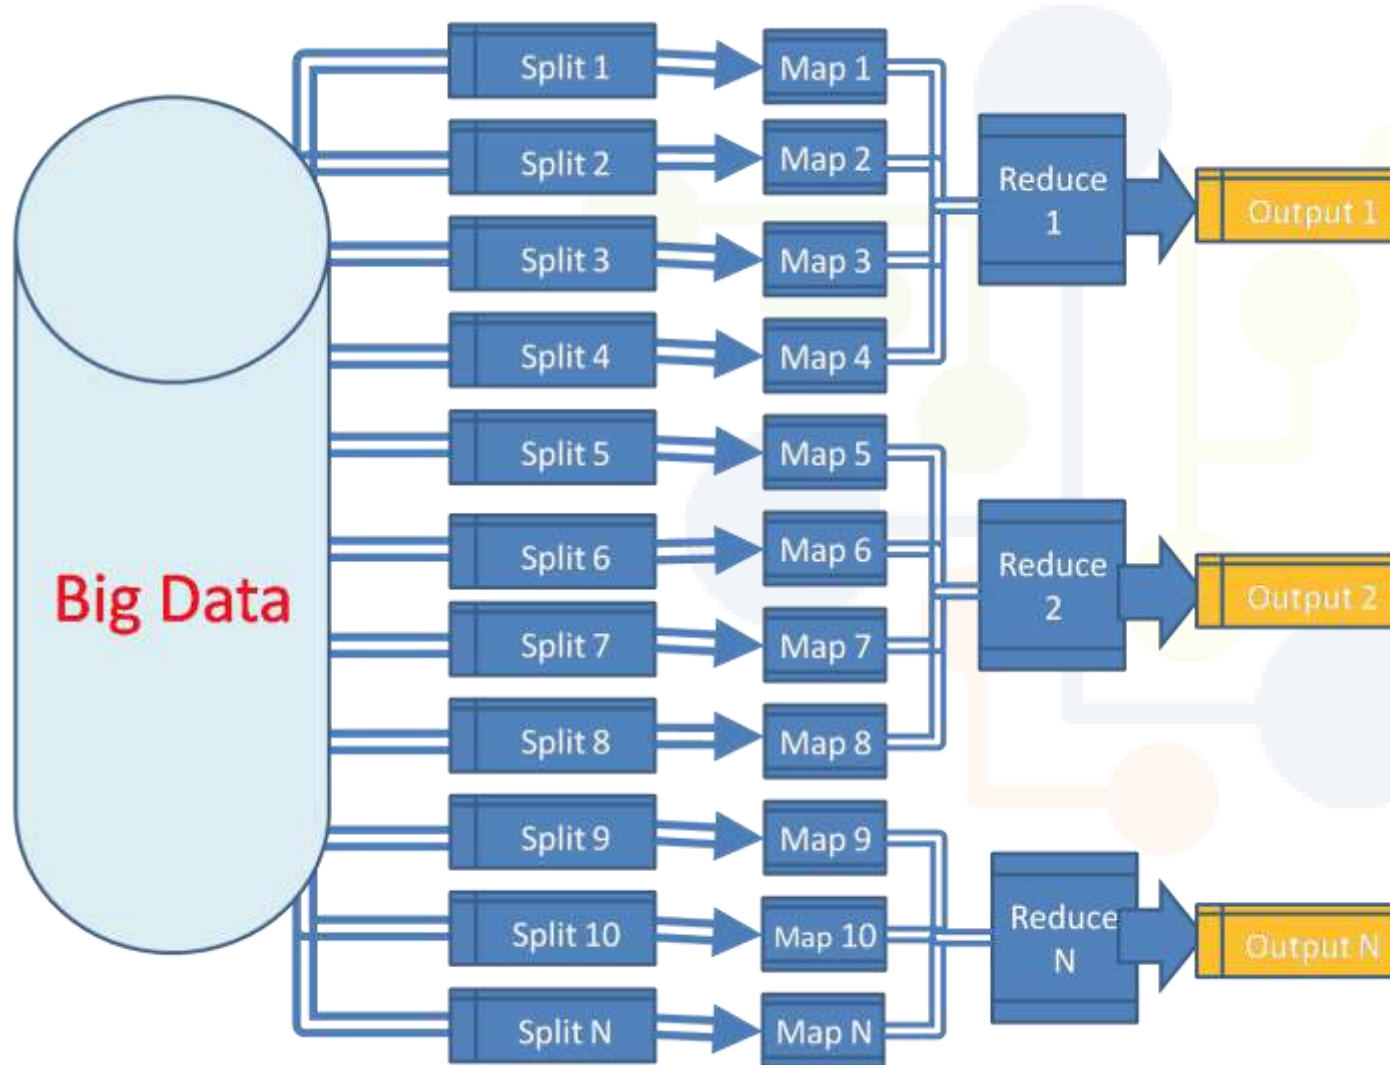 Big Data
Split 1
Split 2
Split 3
Split 4
Split 5
Split 6
Split 7
Split 8
Split 9
Split 10
Split N
Map 1
Map 2
Map 3
Map 4
Map 5
Map 6
Map 7
Map 8
Map 9
Map 10
Map N
Reduce
1
Reduce
2
Reduce
N
Output 1
Output 2
Output N